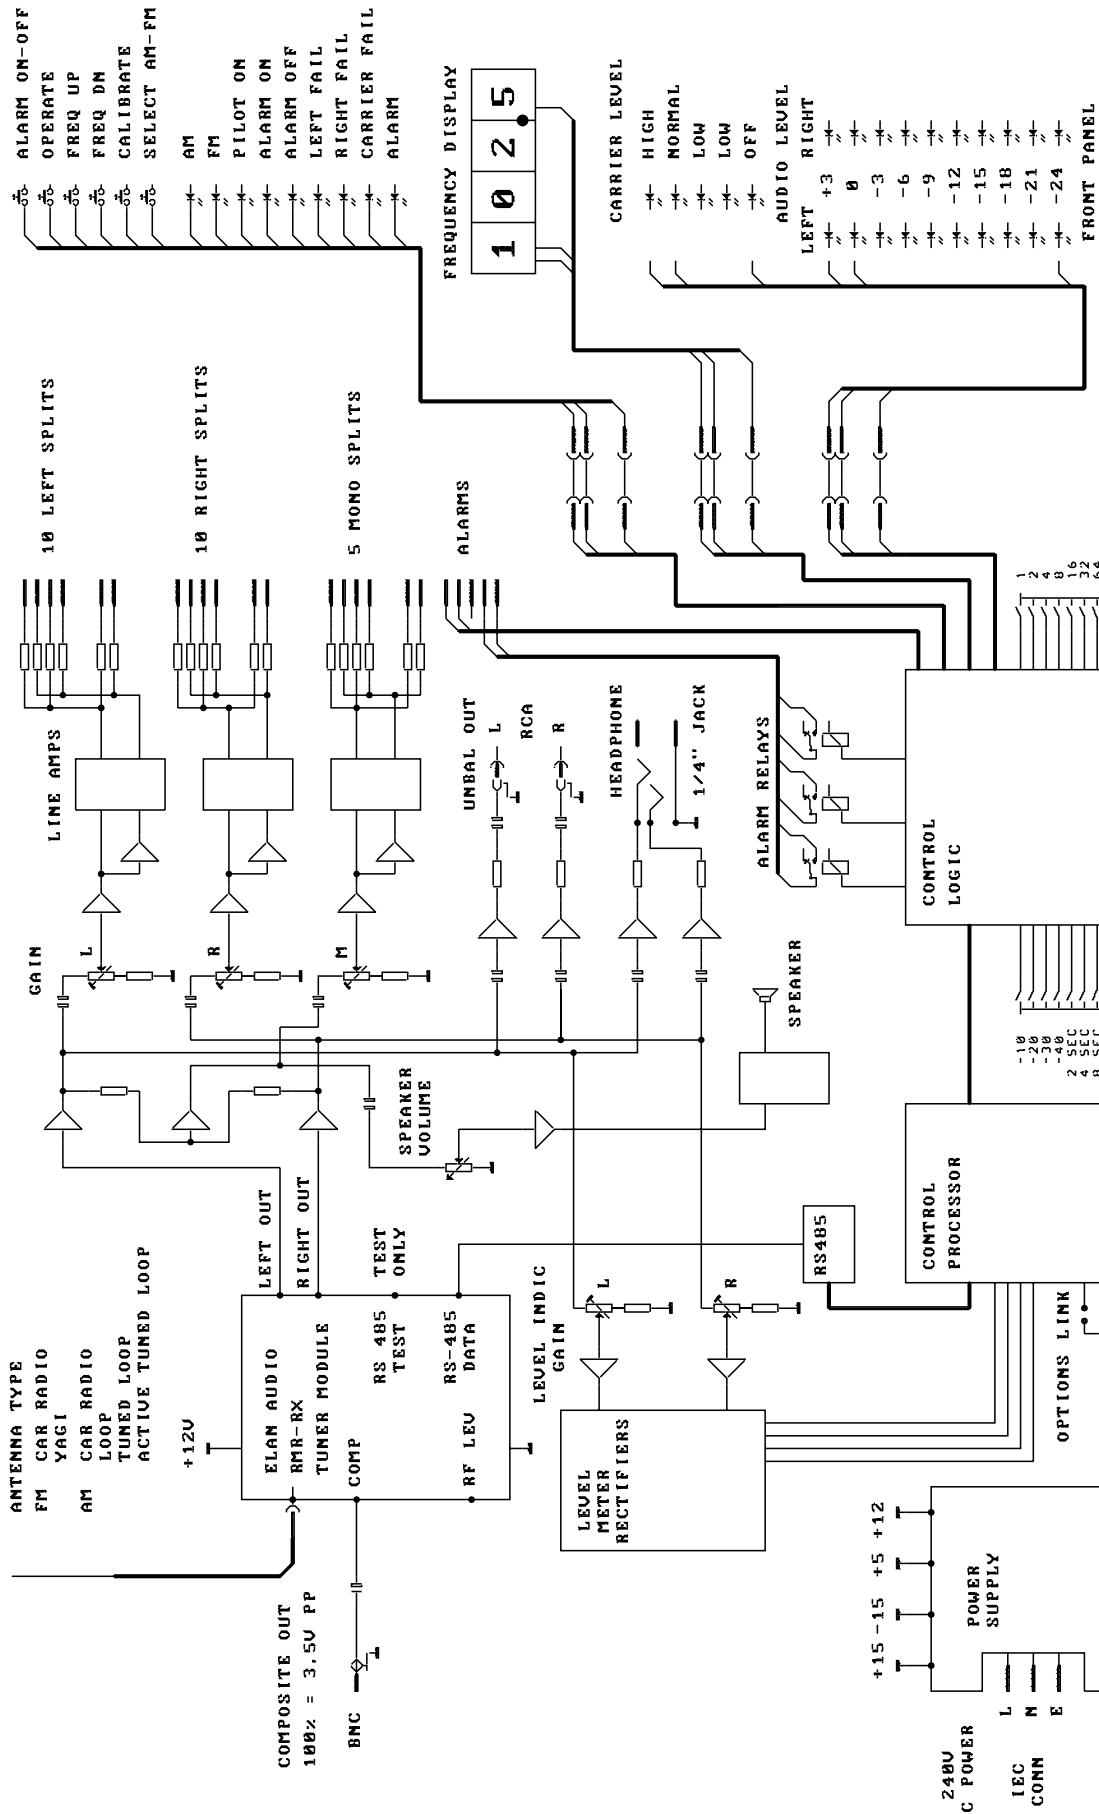 ANTENNA TYPE
FM CAR RADIO
YAGI
AM CAR RADIO
LOOP
TUNED LOOP
ACTIVE TUNED LOOP
+12V
ELAN AUDIO
RMR-RX
TUNER MODULE
COMP
RS 485
TEST
RS-485
DATA
RF LEV
LEFT OUT
RIGHT OUT
TEST
ONLY
COMPOSITE OUT
100% = 3.5V PP
BNC
GAIN
L
R
M
LINE AMPS
10 LEFT SPLITS
10 RIGHT SPLITS
5 MONO SPLITS
ALARMS
SPEAKER
VOLUME
UNBAL OUT
L
RCA
R
HEADPHONE
1/4" JACK
SPEAKER
LEVEL INDIC
GAIN
L
R
LEVEL
METER
RECTIFIERS
RS485
ALARM RELAYS
CONTROL
LOGIC
CONTROL
PROCESSOR
OPTIONS LINK
-10
-20
-30
-40
2 SEC
4 SEC
8 SEC
1
2
4
8
16
32
64
+15 -15 +5 +12
POWER
SUPPLY
L
N
E
240V
C POWER
IEC
CONN
ALARM ON-OFF
OPERATE
FREQ UP
FREQ DN
CALIBRATE
SELECT AM-FM
AM
FM
PILOT ON
ALARM ON
ALARM OFF
LEFT FAIL
RIGHT FAIL
CARRIER FAIL
ALARM
FREQUENCY DISPLAY
1 0 2 . 5
CARRIER LEVEL
HIGH
NORMAL
LOW
LOW
OFF
AUDIO LEVEL
LEFT RIGHT
+3
0
-3
-6
-9
-12
-15
-18
-21
-24
FRONT PANEL